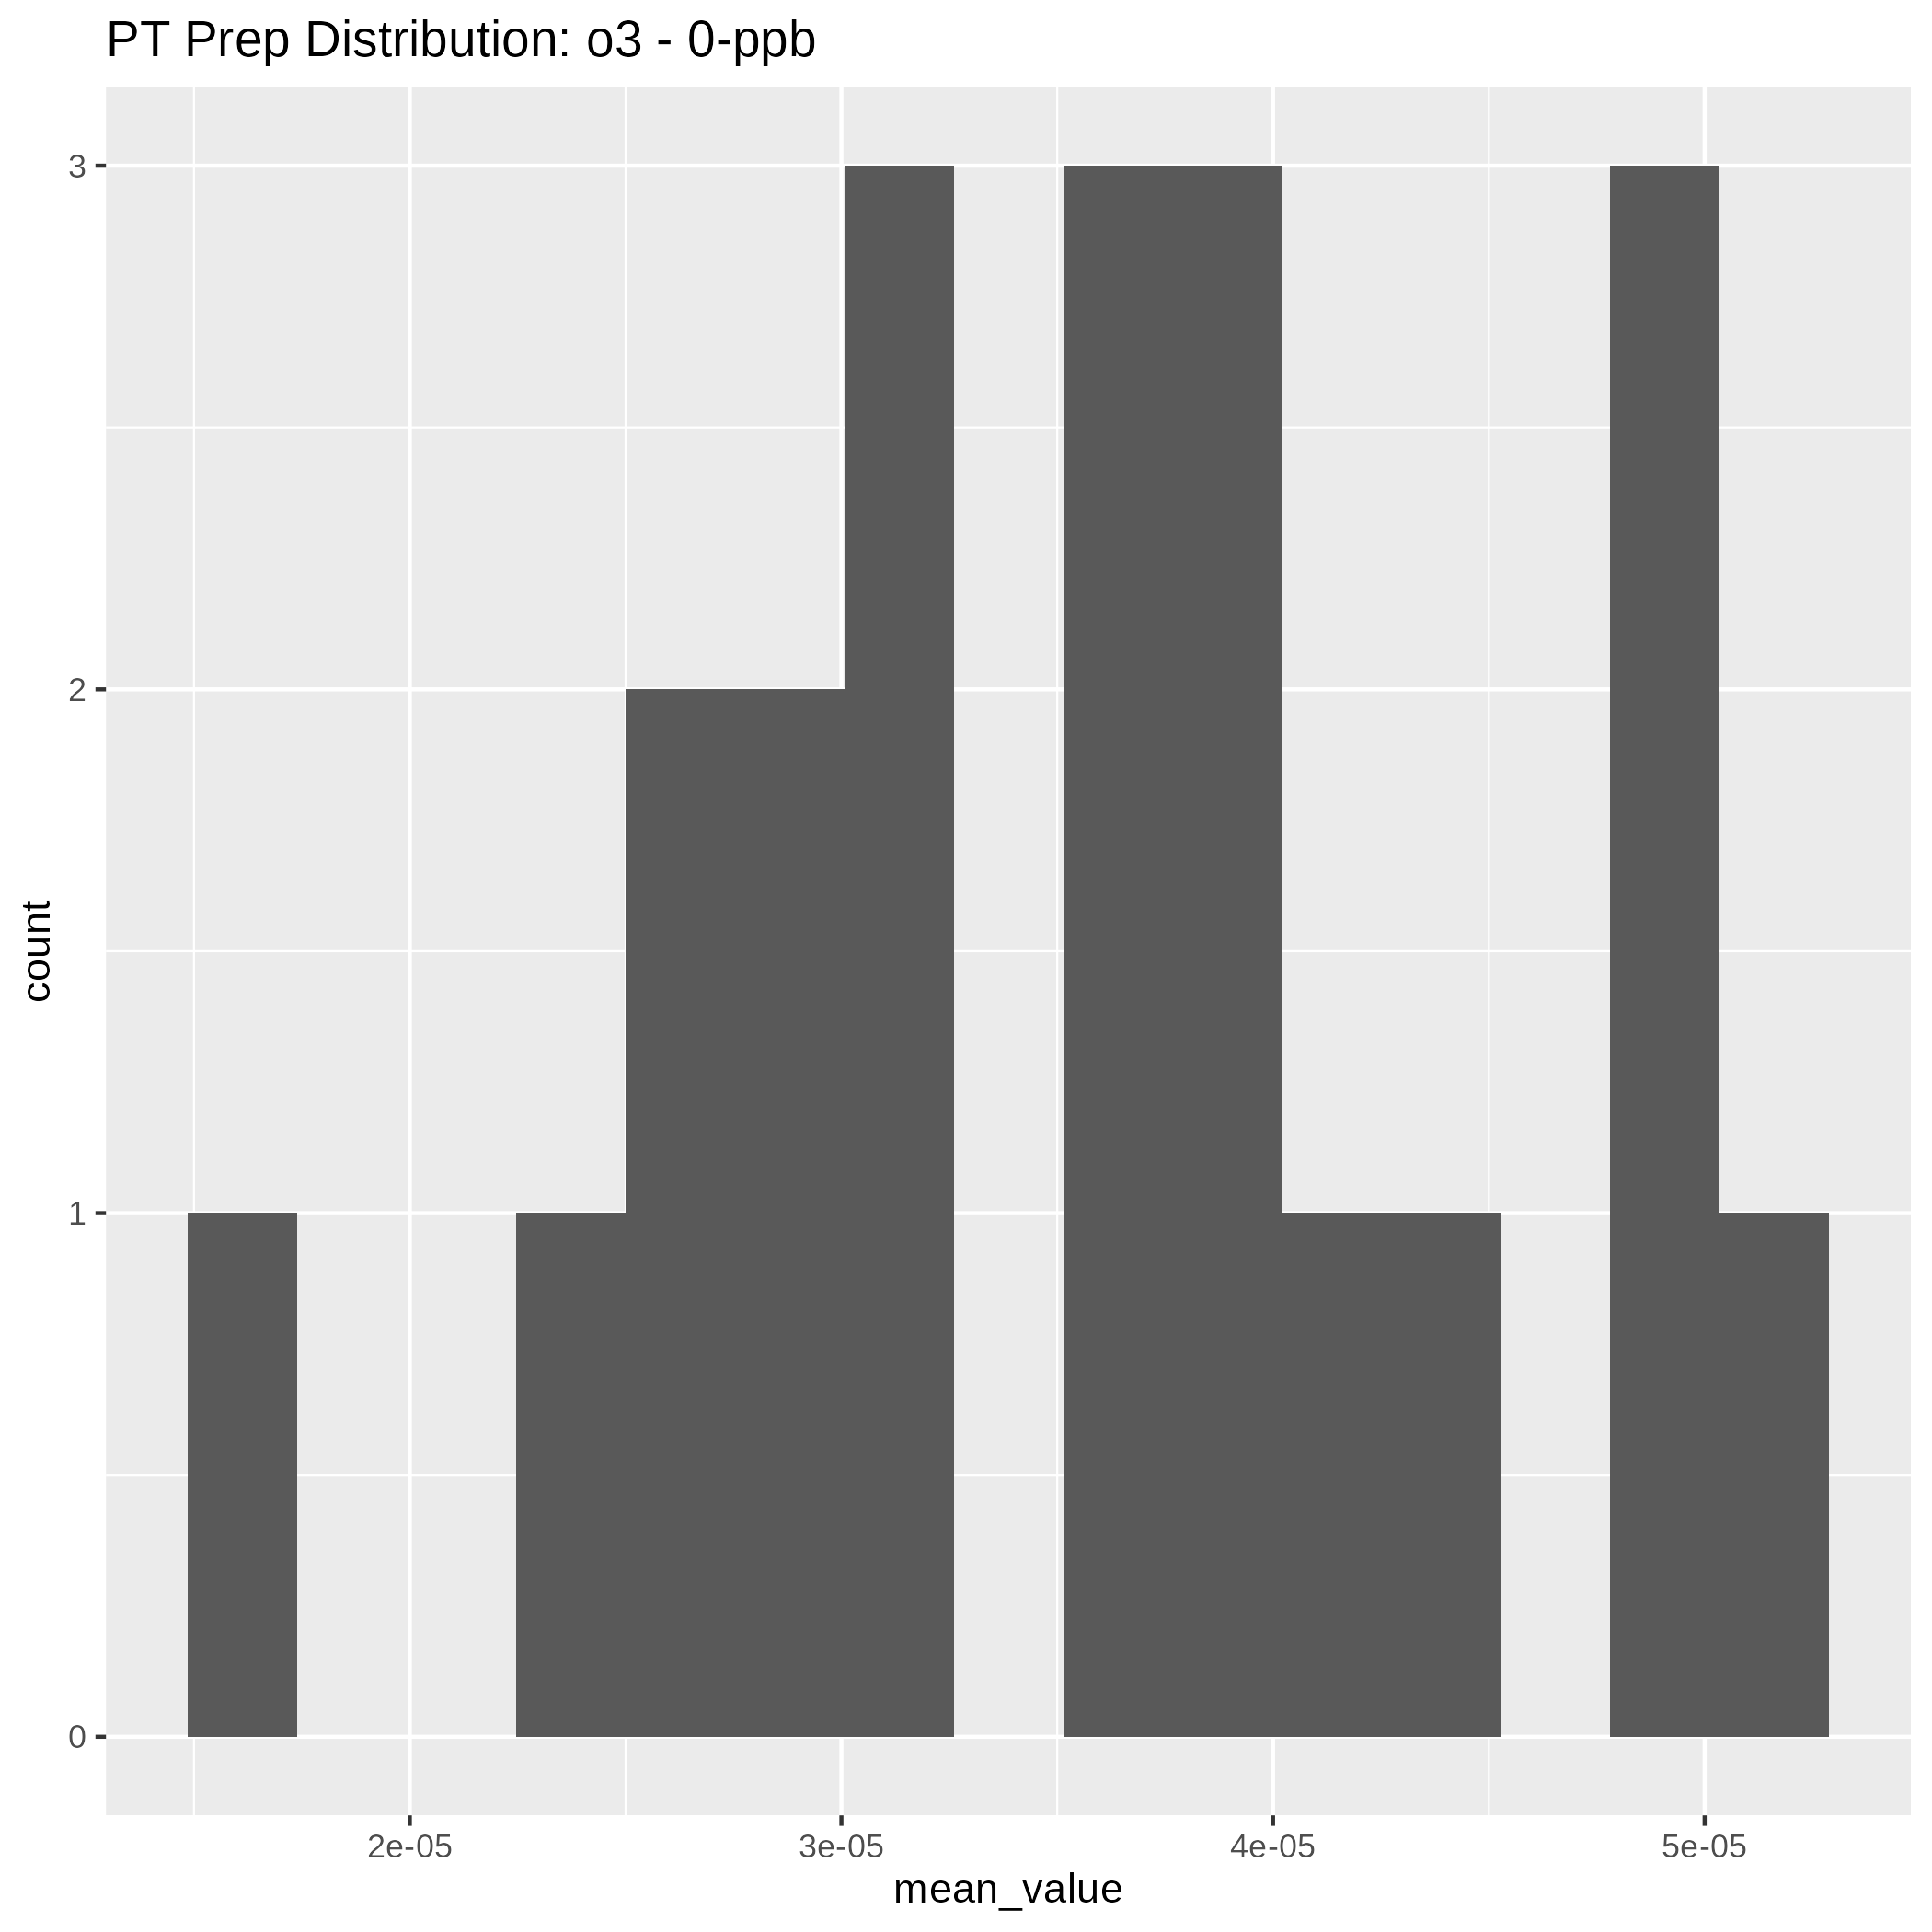 PT Prep Distribution: o3 - 0-ppb
3
2
1
0
count
2e-05 3e-05 4e-05 5e-05
mean_value